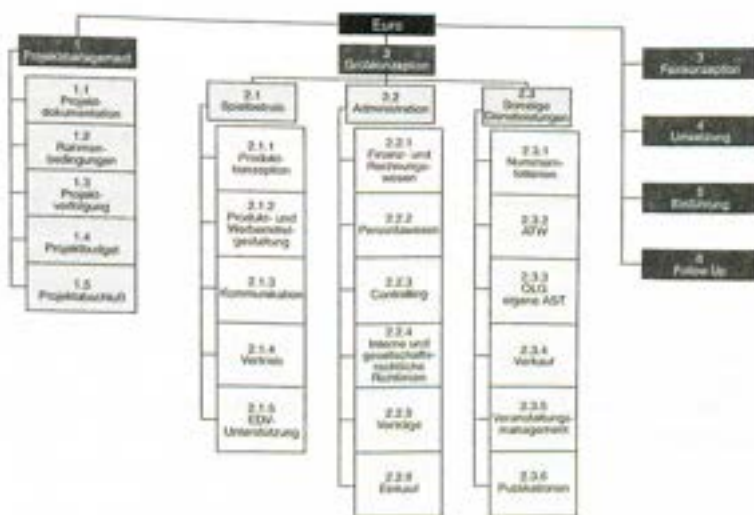 Euro
1
Projektmanagement
1.1
Projekt-
dokumentation
1.2
Rahmen-
bedingungen
1.3
Projekt-
verfolgung
1.4
Projektbudget
1.5
Projektabschluß
2
Grobkonzeption
2.1
Spielbetrieb
2.1.1
Produkt-
konzeption
2.1.2
Produkt- und
Werbemittel-
gestaltung
2.1.3
Kommunikation
2.1.4
Vertrieb
2.1.5
EDV-
Unterstützung
Administration
2.2.1
Finanz- und
Rechnungs-
wesen
2.2.2
Personalwesen
2.2.3
Controlling
2.2.4
Interne und
gesellschafts-
rechtliche
Richtlinien
2.2.5
Verträge
2.2.6
Einkauf
2.3
Sonstige
Dienstleistungen
2.3.1
Nummern-
lotterien
2.3.2
ATW
2.3.3
ÖLG
eigene AST
2.3.4
Verkauf
2.3.5
Veranstaltungs-
management
2.3.6
Publikationen
3
Feinkonzeption
4
Umsetzung
5
Einführung
6
Follow Up